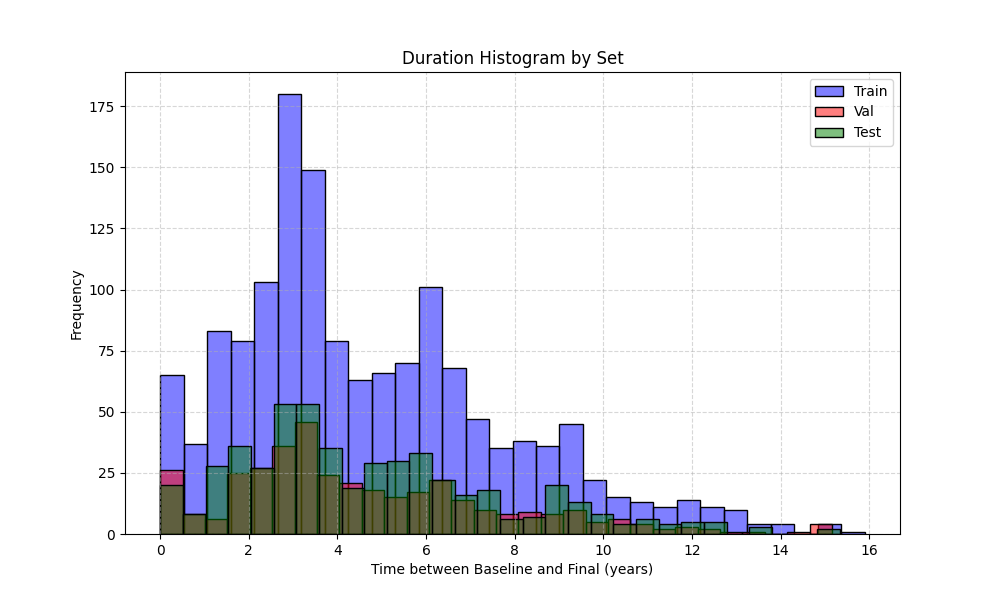 Duration Histogram by Set
Train
Val
Test
Frequency
175
150
125
100
75
50
25
0
0 2 4 6 8 10 12 14 16
Time between Baseline and Final (years)